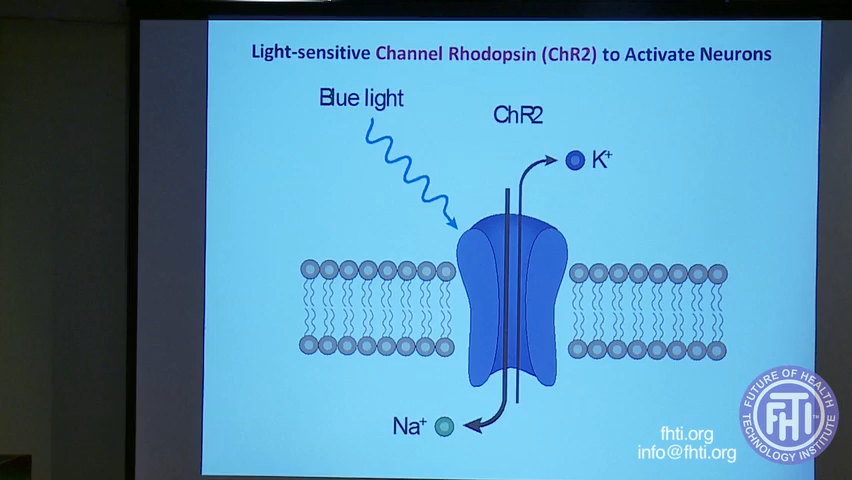 Light-sensitive Channel Rhodopsin (ChR2) to Activate Neurons
Blue light
ChR2
K+
Na+
FUTURE OF HEALTH
FHTI
TM
TECHNOLOGY INSTITUTE
fhti.org
info@fhti.org